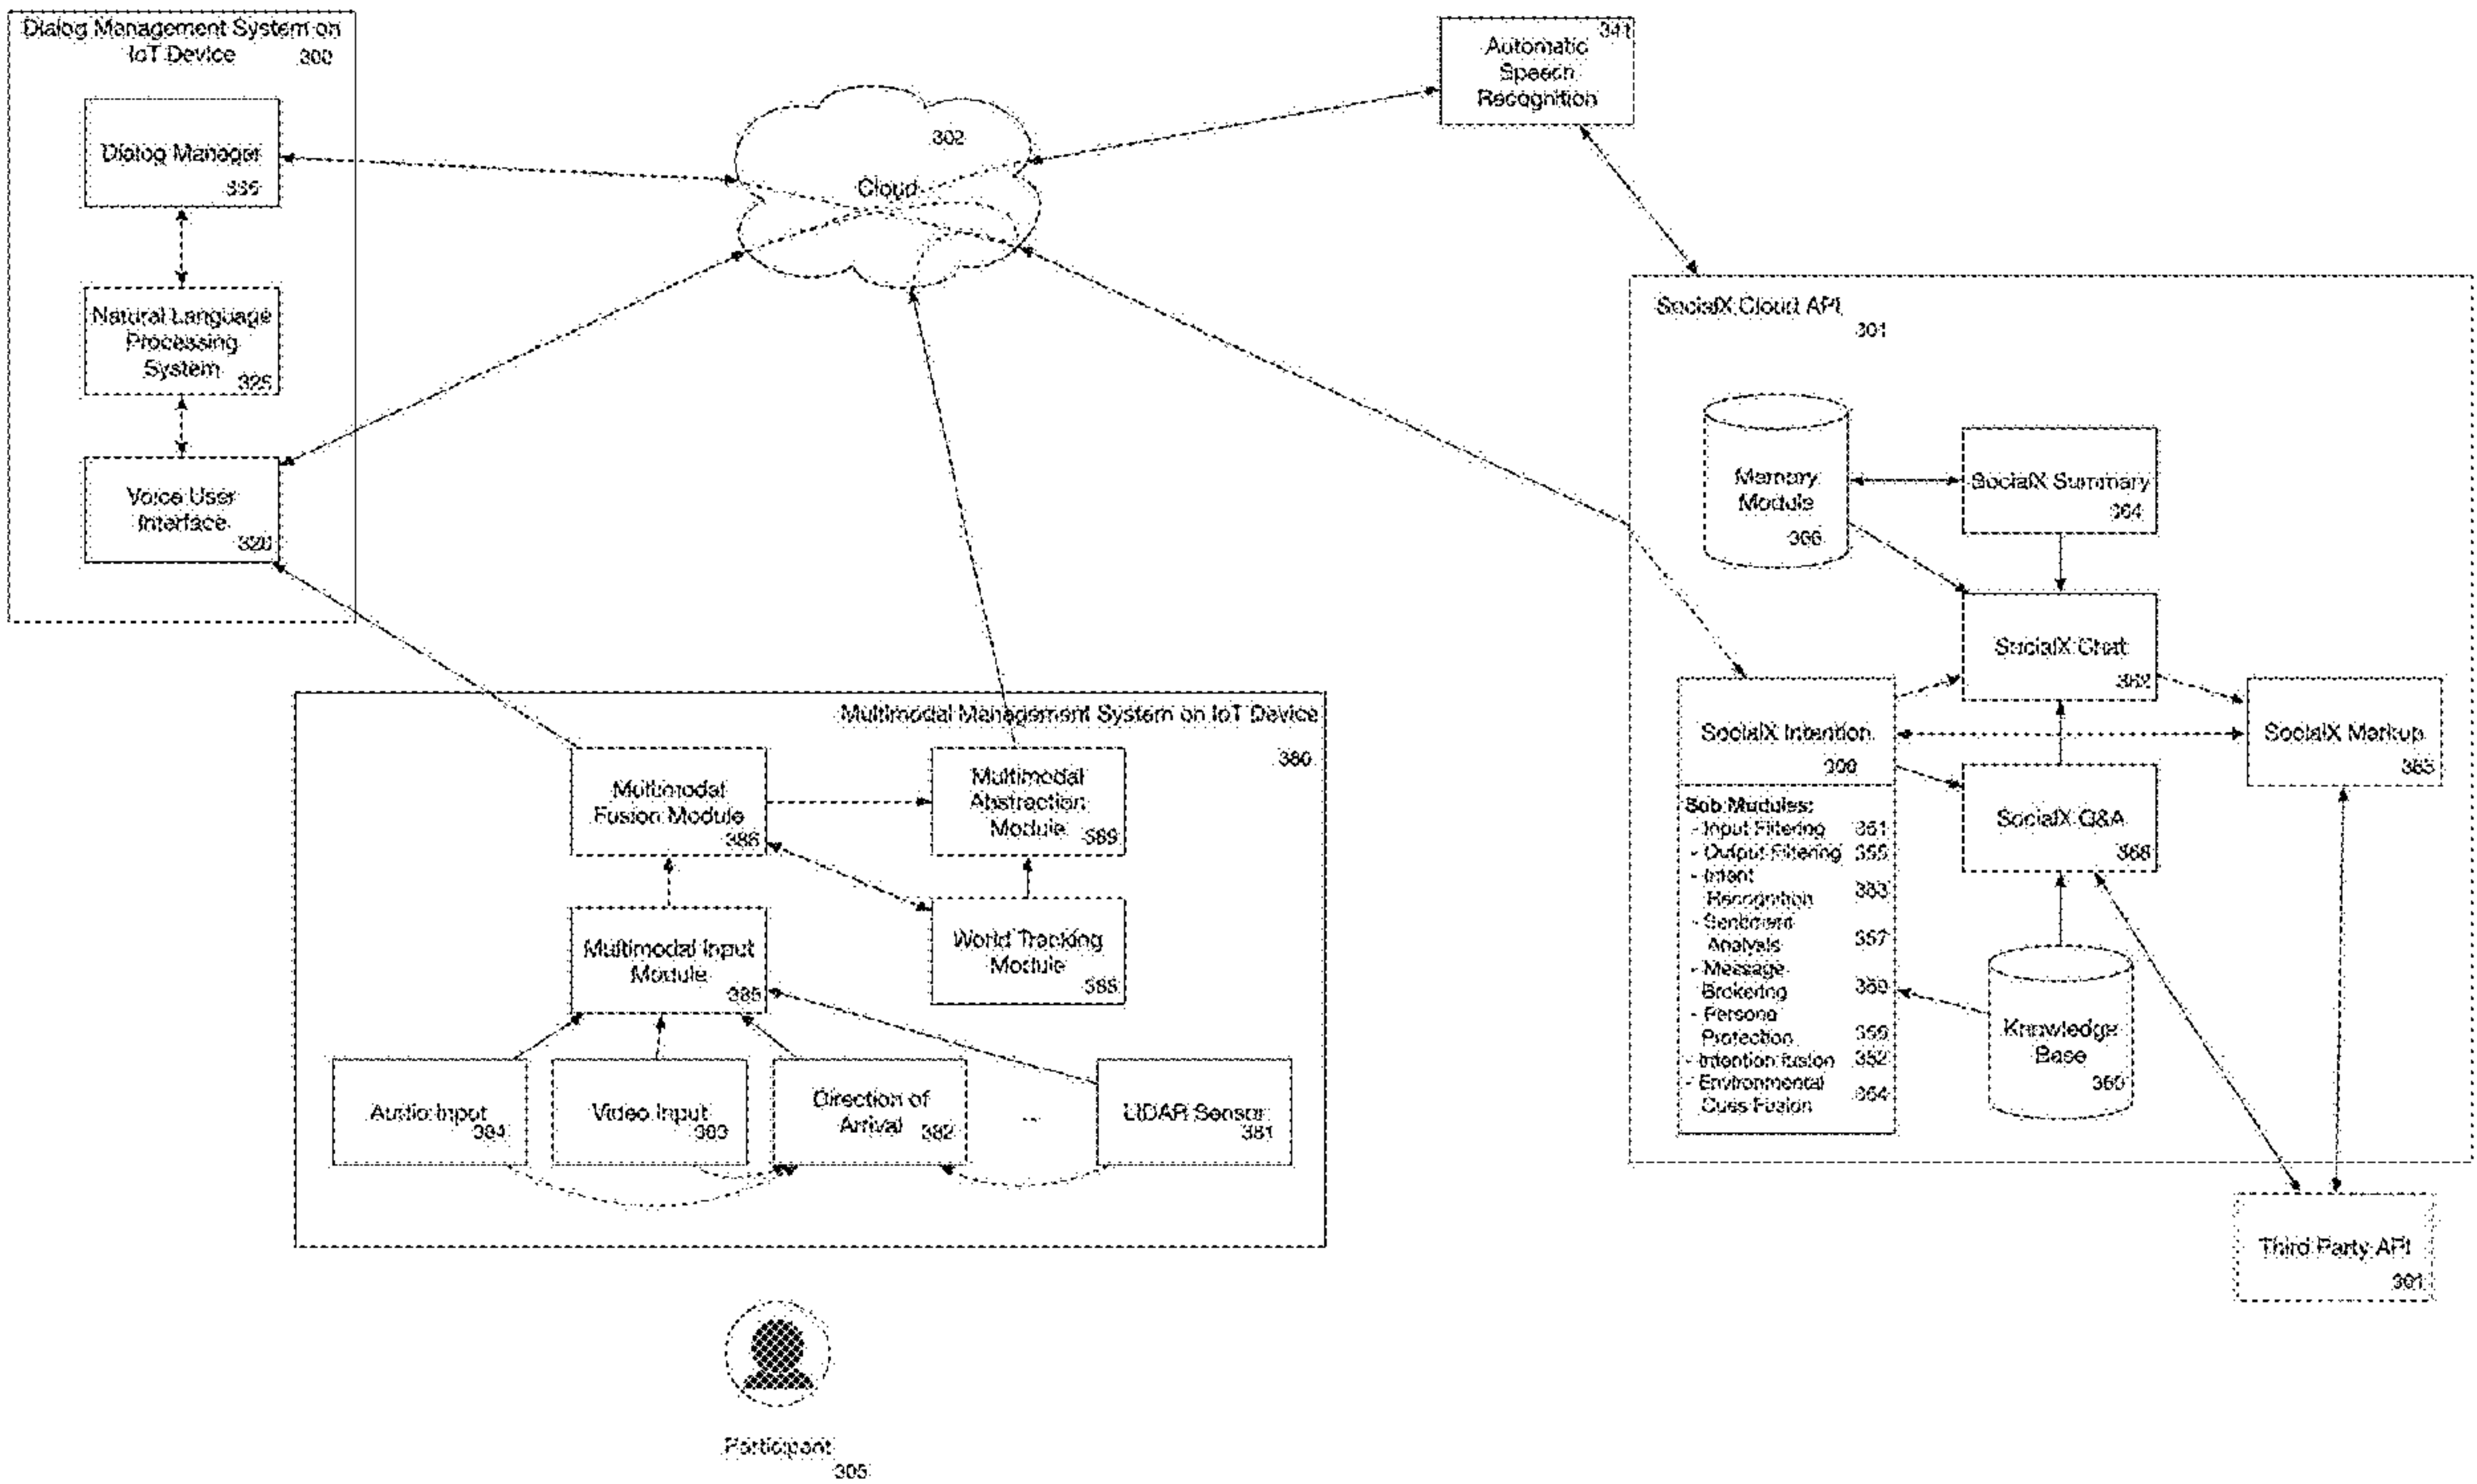 Dialog Management System on
IoT Device 300
Dialog Manager
335
Natural Language
Processing
System 325
Voice User
Interface
320
302
Cloud
341
Automatic
Speech
Recognition
SocialX Cloud API
301
Memory
Module
366
SocialX Summary
364
SocialX Chat
362
SocialX Intention
SocialX Markup
365
SocialX Q&A
368
Sub Modules:
- Input Filtering 351
- Output Filtering 355
- Intent
Recognition 353
- Sentiment
Analysis 357
- Message
Brokering 359
- Persona
Protection
- Intention fusion 352
- Environmental
Cues Fusion 354
Knowledge
Base
360
Third Party API
361
Multimodal Management System on IoT Device
380
Multimodal
Fusion Module
386
Multimodal
Abstraction
Module 389
Multimodal Input
Module
385
World Tracking
Module
388
Audio Input
384
Video Input
383
Direction of
Arrival 382
...
LIDAR Sensor
381
Participant
305